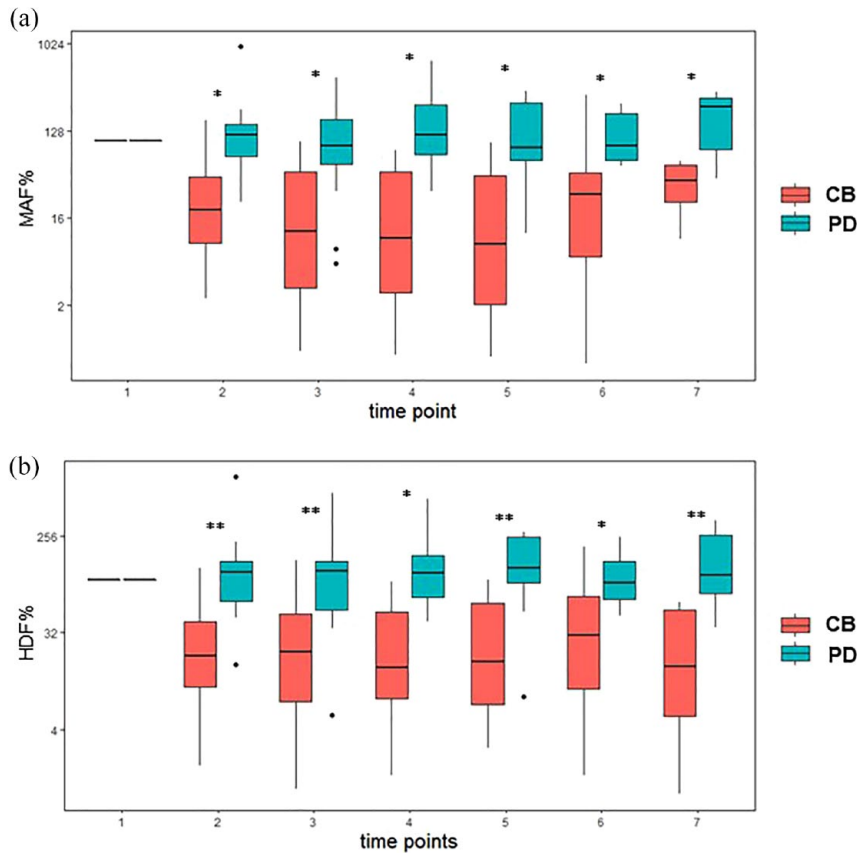 (a)
1024
128
16
2
MAF%
* * * * * *
1 2 3 4 5 6 7
time point
CB
PD
(b)
256
32
4
HDF%
** ** * ** * **
1 2 3 4 5 6 7
time points
CB
PD